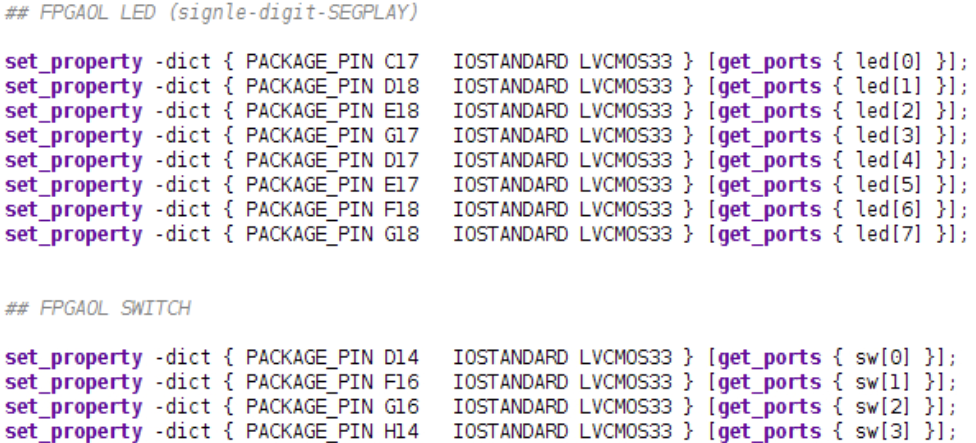 ## FPGAOL LED (signle-digit-SEGPLAY)
set_property -dict { PACKAGE_PIN C17 IOSTANDARD LVCMOS33 } [get_ports { led[0] }];
set_property -dict { PACKAGE_PIN D18 IOSTANDARD LVCMOS33 } [get_ports { led[1] }];
set_property -dict { PACKAGE_PIN E18 IOSTANDARD LVCMOS33 } [get_ports { led[2] }];
set_property -dict { PACKAGE_PIN G17 IOSTANDARD LVCMOS33 } [get_ports { led[3] }];
set_property -dict { PACKAGE_PIN D17 IOSTANDARD LVCMOS33 } [get_ports { led[4] }];
set_property -dict { PACKAGE_PIN E17 IOSTANDARD LVCMOS33 } [get_ports { led[5] }];
set_property -dict { PACKAGE_PIN F18 IOSTANDARD LVCMOS33 } [get_ports { led[6] }];
set_property -dict { PACKAGE_PIN G18 IOSTANDARD LVCMOS33 } [get_ports { led[7] }];
## FPGAOL SWITCH
set_property -dict { PACKAGE_PIN D14 IOSTANDARD LVCMOS33 } [get_ports { sw[0] }];
set_property -dict { PACKAGE_PIN F16 IOSTANDARD LVCMOS33 } [get_ports { sw[1] }];
set_property -dict { PACKAGE_PIN G16 IOSTANDARD LVCMOS33 } [get_ports { sw[2] }];
set_property -dict { PACKAGE_PIN H14 IOSTANDARD LVCMOS33 } [get_ports { sw[3] }];